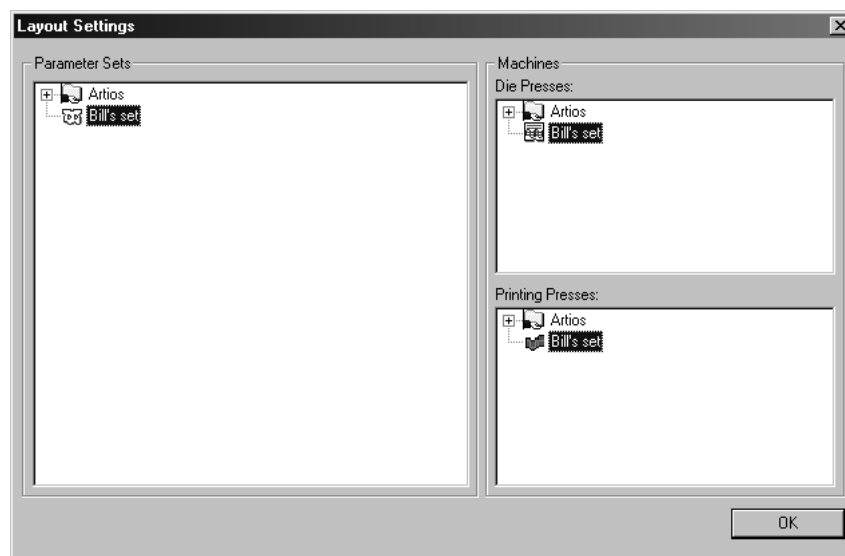 Layout Settings
Parameter Sets
Artios
Bill's set
Machines
Die Presses:
Artios
Bill's set
Printing Presses:
Artios
Bill's set
OK